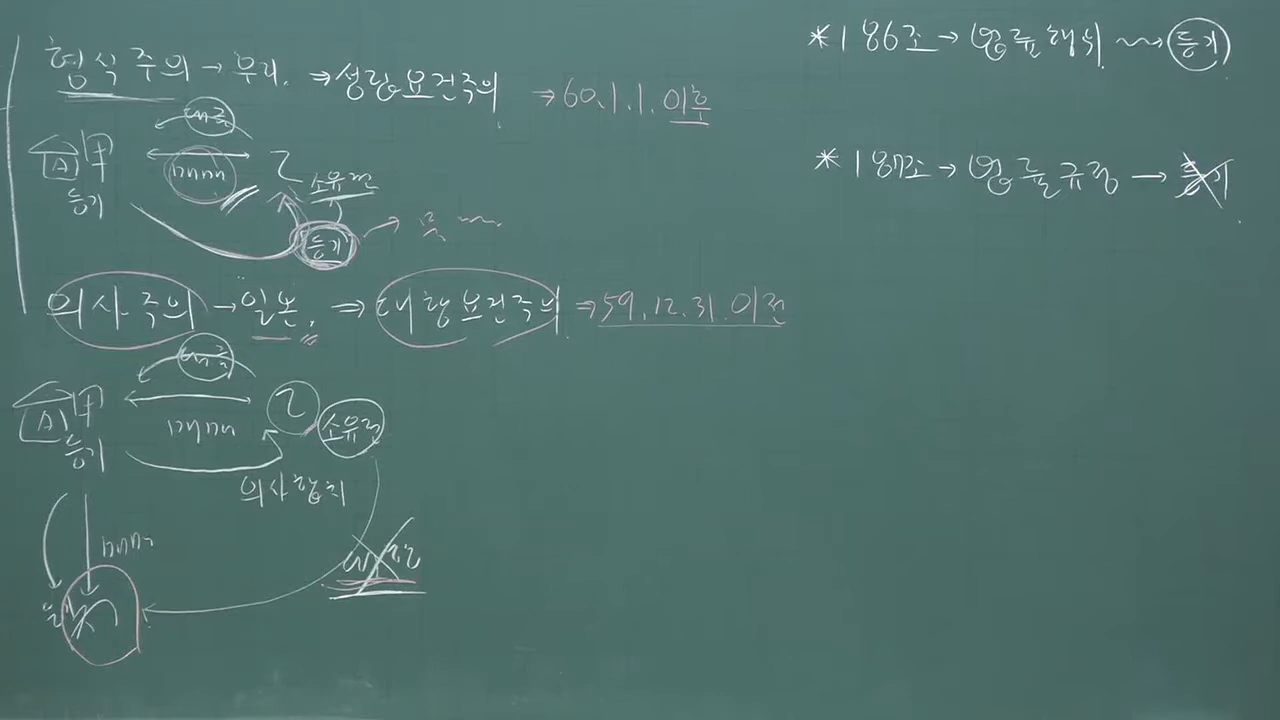 형식주의 → 우리. ⇒ 성립요건주의 ⇒ 60.1.1.이후
대금
A 甲 매매 乙 소유권
등기
등기 →
의사주의 → 일본. ⇒ 대항요건주의 ⇒ 59.12.31.이전
대금
A 甲 매매 乙 소유권
등기
의사합치
매매
*186조 → 법률행위 등기
*187조 → 법률규정 → 등기